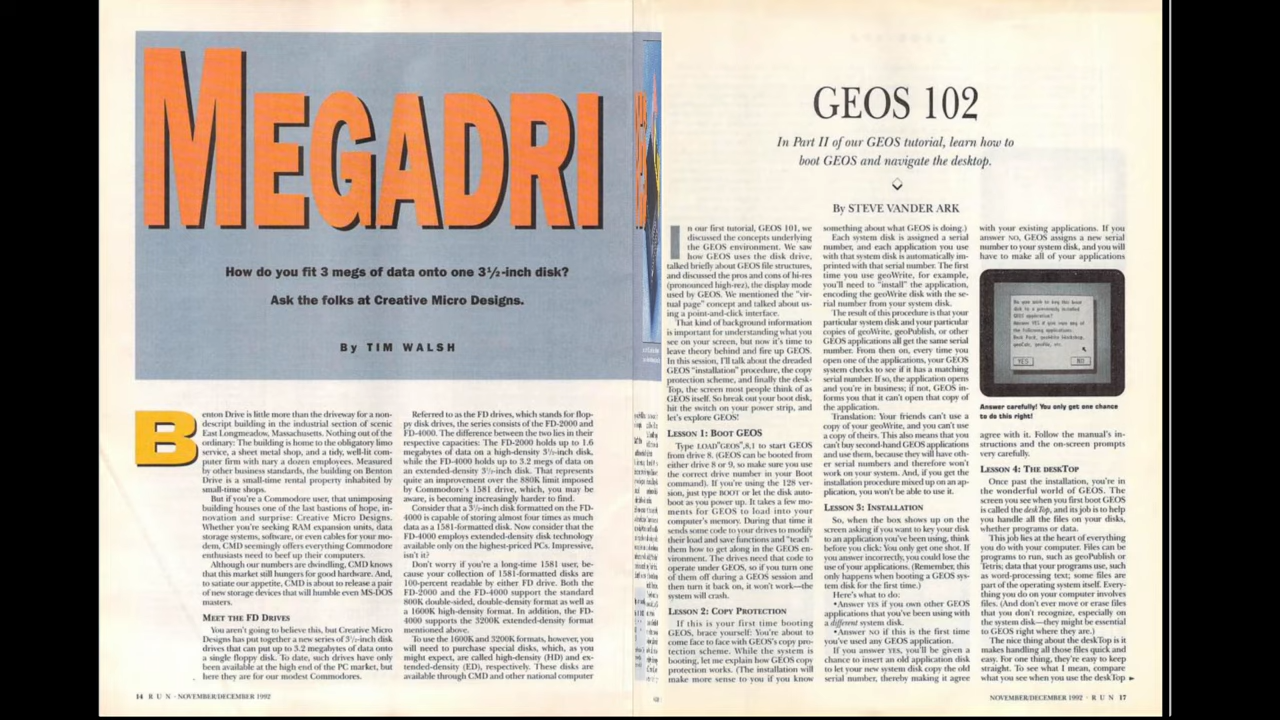 MEGADRI
How do you fit 3 megs of data onto one 3½-inch disk?
Ask the folks at Creative Micro Designs.
By TIM WALSH
Benton Drive is little more than the driveway for a non-
descript building in the industrial section of scenic
East Longmeadow, Massachusetts. Nothing out of the
ordinary: The building is home to the obligatory limo
service, a sheet metal shop, and a tidy, well-lit com-
puter firm with nary a dozen employees. Measured
by other business standards, the building on Benton
Drive is a small-time rental property inhabited by
small-time shops.
But if you're a Commodore user, that unimposing
building houses one of the last bastions of hope, in-
novation and surprise: Creative Micro Designs.
Whether you're seeking RAM expansion units, data
storage systems, software, or even cables for your mo-
dem, CMD seemingly offers everything Commodore
enthusiasts need to beef up their computers.
Although our numbers are dwindling, CMD knows
that this market still hungers for good hardware. And,
to satiate our appetite, CMD is about to release a pair
of new storage devices that will humble even MS-DOS
masters.
MEET THE FD DRIVES
You aren't going to believe this, but Creative Micro
Designs has put together a new series of 3½-inch disk
drives that can put up to 3.2 megabytes of data onto
a single floppy disk. To date, such drives have only
been available at the high end of the PC market, but
here they are for our modest Commodores.
Referred to as the FD drives, which stands for flop-
py disk drives, the series consists of the FD-2000 and
FD-4000. The difference between the two lies in their
respective capacities: The FD-2000 holds up to 1.6
megabytes of data on a high-density 3½-inch disk,
while the FD-4000 holds up to 3.2 megs of data on
an extended-density 3½-inch disk. That represents
quite an improvement over the 880K limit imposed
by Commodore's 1581 drive, which, you may be
aware, is becoming increasingly harder to find.
Consider that a 3½-inch disk formatted on the FD-
4000 is capable of storing almost four times as much
data as a 1581-formatted disk. Now consider that the
FD-4000 employs extended-density disk technology
available only on the highest-priced PCs. Impressive,
isn't it?
Don't worry if you're a long-time 1581 user, be-
cause your collection of 1581-formatted disks are
100-percent readable by either FD drive. Both the
FD-2000 and the FD-4000 support the standard
800K double-sided, double-density format as well as
a 1600K high-density format. In addition, the FD-
4000 supports the 3200K extended-density format
mentioned above.
To use the 1600K and 3200K formats, however, you
will need to purchase special disks, which, as you
might expect, are called high-density (HD) and ex-
tended-density (ED), respectively. These disks are
available through CMD and other national computer
14 RUN · NOVEMBER/DECEMBER 1992
GEOS 102
In Part II of our GEOS tutorial, learn how to
boot GEOS and navigate the desktop.
By STEVE VANDER ARK
In our first tutorial, GEOS 101, we
discussed the concepts underlying
the GEOS environment. We saw
how GEOS uses the disk drive,
talked briefly about GEOS file structures,
and discussed the pros and cons of hi-res
(pronounced high-rez), the display mode
used by GEOS. We mentioned the "vir-
tual page" concept and talked about us-
ing a point-and-click interface.
That kind of background information
is important for understanding what you
see on your screen, but now it's time to
leave theory behind and fire up GEOS.
In this session, I'll talk about the dreaded
GEOS "installation" procedure, the copy
protection scheme, and finally the desk-
Top, the screen most people think of as
GEOS itself. So break out your boot disk,
hit the switch on your power strip, and
let's explore GEOS!
LESSON 1: BOOT GEOS
Type LOAD"GEOS",8,1 to start GEOS
from drive 8. (GEOS can be booted from
either drive 8 or 9, so make sure you use
the correct drive number in your Boot
command). If you're using the 128 ver-
sion, just type BOOT or let the disk auto-
boot as you power up. It takes a few mo-
ments for GEOS to load into your
computer's memory. During that time it
sends some code to your drives to modify
their load and save functions and "teach"
them how to get along in the GEOS en-
vironment. The drives need that code to
operate under GEOS, so if you turn one
of them off during a GEOS session and
then turn it back on, it won't work—the
system will crash.
LESSON 2: COPY PROTECTION
If this is your first time booting
GEOS, brace yourself: You're about to
come face to face with GEOS's copy pro-
tection scheme. While the system is
booting, let me explain how GEOS copy
protection works. (The installation will
make more sense to you if you know
something about what GEOS is doing.)
Each system disk is assigned a serial
number, and each application you use
with that system disk is automatically im-
printed with that serial number. The first
time you use geoWrite, for example,
you'll need to "install" the application,
encoding the geoWrite disk with the se-
rial number from your system disk.
The result of this procedure is that your
particular system disk and your particular
copies of geoWrite, geoPublish, or other
GEOS applications all get the same serial
number. From then on, every time you
open one of the applications, your GEOS
system checks to see if it has a matching
serial number. If so, the application opens
and you're in business; if not, GEOS in-
forms you that it can't open that copy of
the application.
Translation: Your friends can't use a
copy of your geoWrite, and you can't use
a copy of theirs. This also means that you
can't buy second-hand GEOS applications
and use them, because they will have oth-
er serial numbers and therefore won't
work on your system. And, if you get the
installation procedure mixed up on an ap-
plication, you won't be able to use it.
LESSON 3: INSTALLATION
So, when the box shows up on the
screen asking if you want to key your disk
to an application you've been using, think
before you click: You only get one shot. If
you answer incorrectly, you could lose the
use of your applications. (Remember, this
only happens when booting a GEOS sys-
tem disk for the first time.)
Here's what to do:
•Answer YES if you own other GEOS
applications that you've been using with
a different system disk.
•Answer NO if this is the first time
you've used any GEOS application.
If you answer YES, you'll be given a
chance to insert an old application disk
to let your new system disk copy the old
serial number, thereby making it agree
with your existing applications. If you
answer NO, GEOS assigns a new serial
number to your system disk, and you will
have to make all of your applications
Do you wish to key this boot
disk to a previously installed
GEOS application?
Answer YES if you own any of
the following applications:
Desk Pack, geoWrite Workshop,
geoCalc, geoFile, etc.
YES
NO
Answer carefully! You only get one chance
to do this right!
agree with it. Follow the manual's in-
structions and the on-screen prompts
very carefully.
LESSON 4: THE DESKTOP
Once past the installation, you're in
the wonderful world of GEOS. The
screen you see when you first boot GEOS
is called the deskTop, and its job is to help
you handle all the files on your disks,
whether programs or data.
This job lies at the heart of everything
you do with your computer. Files can be
programs to run, such as geoPublish or
Tetris; data that your programs use, such
as word-processing text; some files are
part of the operating system itself. Every-
thing you do on your computer involves
files. (And don't ever move or erase files
that you don't recognize, especially on
the system disk—they might be essential
to GEOS right where they are.)
The nice thing about the deskTop is it
makes handling all those files quick and
easy. For one thing, they're easy to keep
straight. To see what I mean, compare
what you see when you use the deskTop ►
NOVEMBER/DECEMBER 1992 · RUN 17